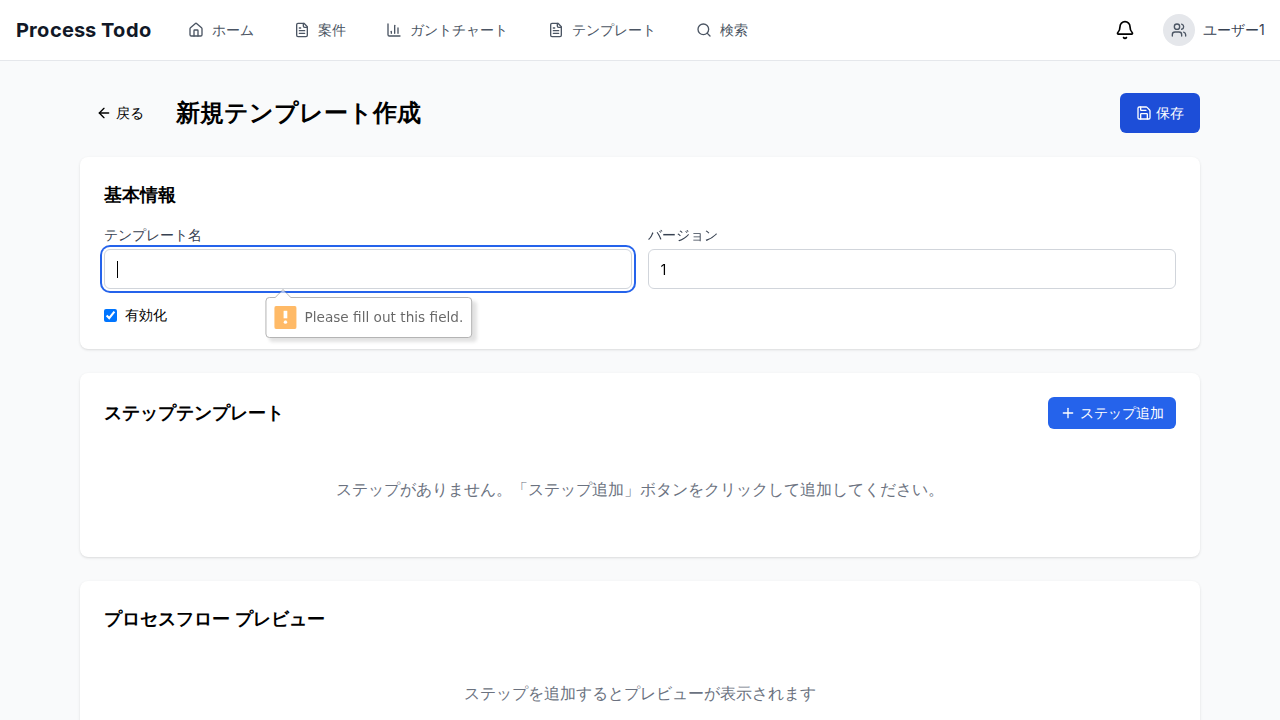 Process Todo ホーム 案件 ガントチャート テンプレート 検索 ユーザー1
戻る 新規テンプレート作成 保存
基本情報
テンプレート名 バージョン
1
有効化 Please fill out this field.
ステップテンプレート ステップ追加
ステップがありません。「ステップ追加」ボタンをクリックして追加してください。
プロセスフロー プレビュー
ステップを追加するとプレビューが表示されます